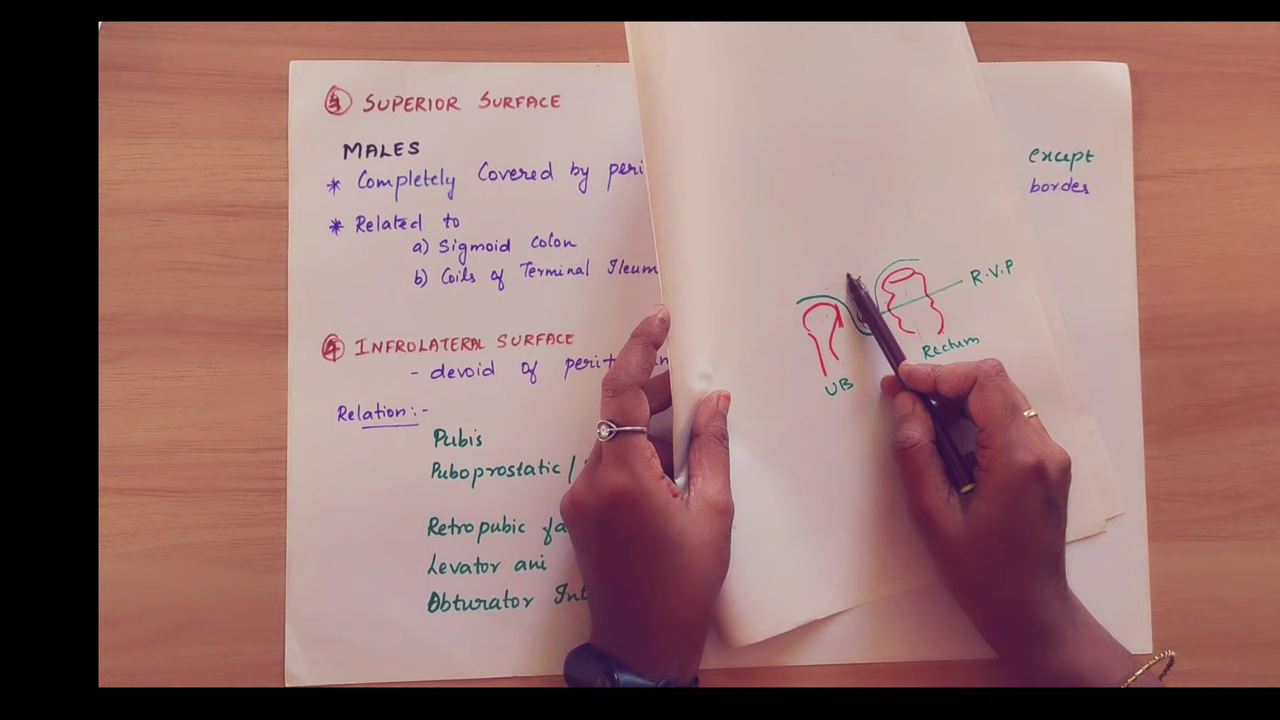 3 SUPERIOR SURFACE
MALES
* Completely Covered by peri
* Related to
a) Sigmoid Colon
b) Coils of Terminal Ileum
4 INFROLATERAL SURFACE
- devoid of
Relation:-
Pubis
Puboprostatic /
Retropubic
Levator ani
Obturator Int
except
bordes
R.V.P
Rectum
UB